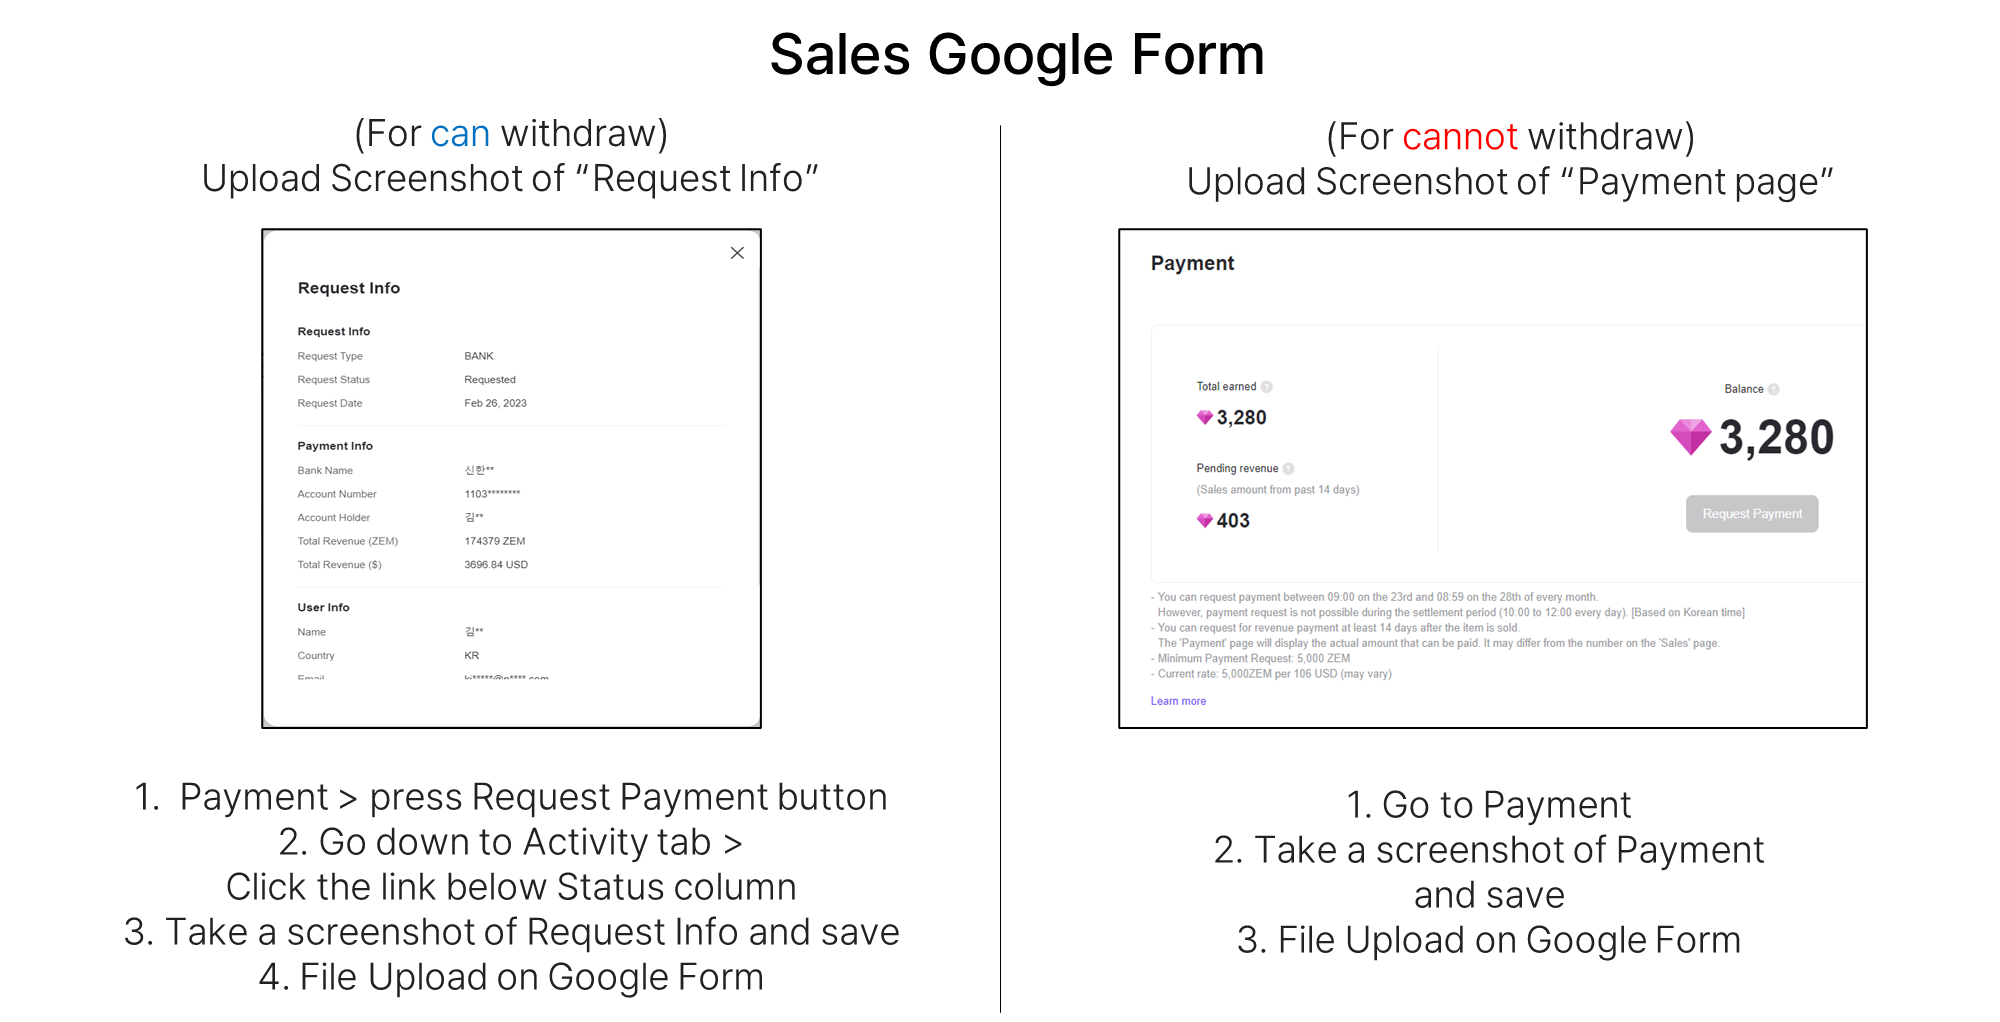 Sales Google Form
(For can withdraw)
Upload Screenshot of “Request Info”
Request Info
Request Info
Request Type BANK
Request Status Requested
Request Date Feb 26, 2023
Payment Info
Bank Name 신한**
Account Number 1103********
Account Holder 김**
Total Revenue (ZEM) 174379 ZEM
Total Revenue ($) 3696.84 USD
User Info
Name 김**
Country KR
Email ki*****@n****.com
1. Payment > press Request Payment button
2. Go down to Activity tab >
Click the link below Status column
3. Take a screenshot of Request Info and save
4. File Upload on Google Form
(For cannot withdraw)
Upload Screenshot of “Payment page”
Payment
Total earned ?
3,280
Pending revenue ?
(Sales amount from past 14 days)
403
Balance ?
3,280
Request Payment
- You can request payment between 09:00 on the 23rd and 08:59 on the 28th of every month.
However, payment request is not possible during the settlement period (10:00 to 12:00 every day). [Based on Korean time]
- You can request for revenue payment at least 14 days after the item is sold.
The 'Payment' page will display the actual amount that can be paid. It may differ from the number on the 'Sales' page.
- Minimum Payment Request: 5,000 ZEM
- Current rate: 5,000ZEM per 106 USD (may vary)
Learn more
1. Go to Payment
2. Take a screenshot of Payment
and save
3. File Upload on Google Form